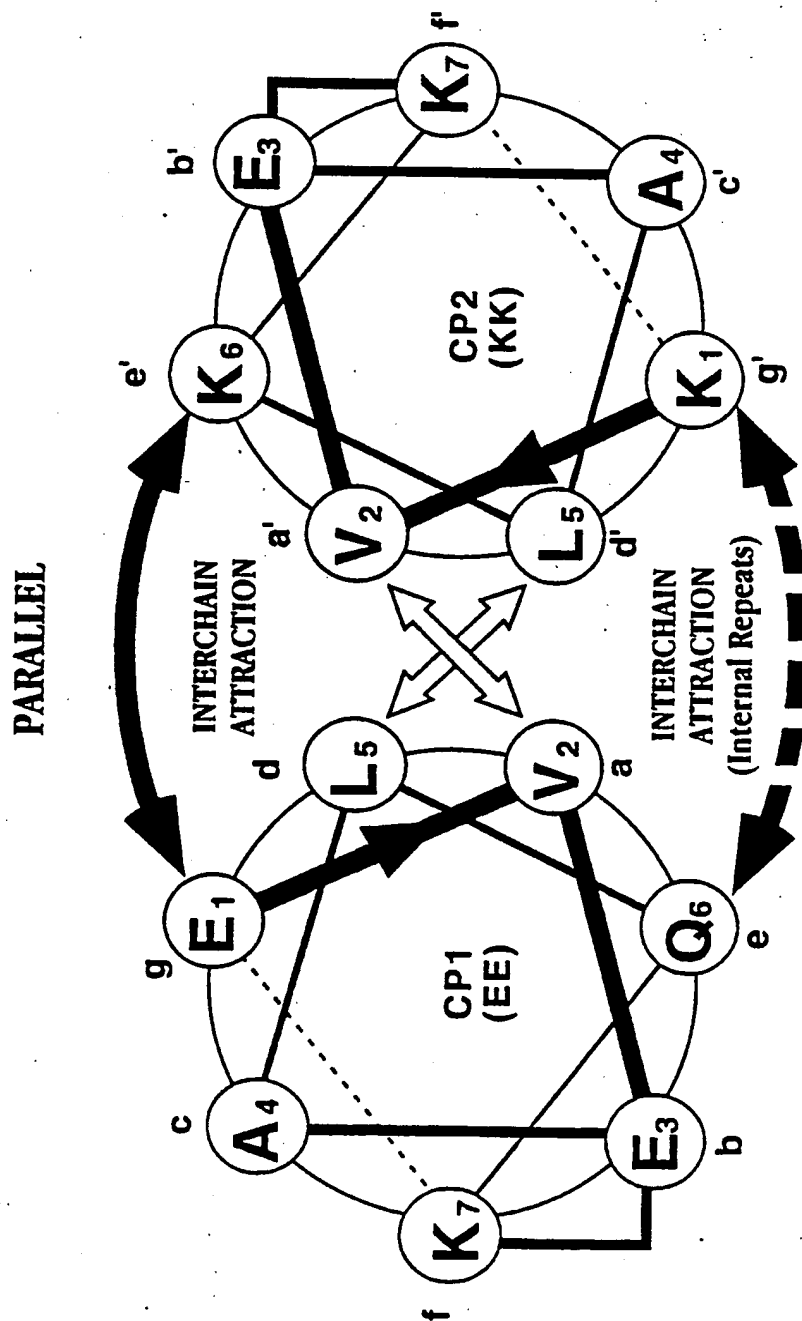 PARALLEL
INTERCHAIN
ATTRACTION
g
E1
d
L5
c
A4
CP1
(EE)
f
K7
b
E3
e
Q6
a
V2
e'
K6
b'
E3
f'
K7
a'
V2
CP2
(KK)
d'
L5
g'
K1
c'
A4
INTERCHAIN
ATTRACTION
(Internal Repeats)